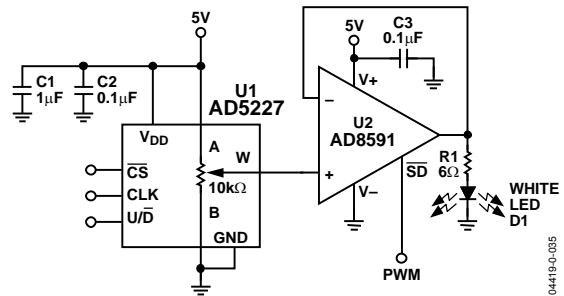 5V
C1
1μF
C2
0.1μF
U1
AD5227
VDD
A
W
10kΩ
B
GND
CS
CLK
U/D
5V
C3
0.1μF
V+
–
U2
AD8591
+
V–
SD
PWM
R1
6Ω
WHITE
LED
D1
04419-0-035